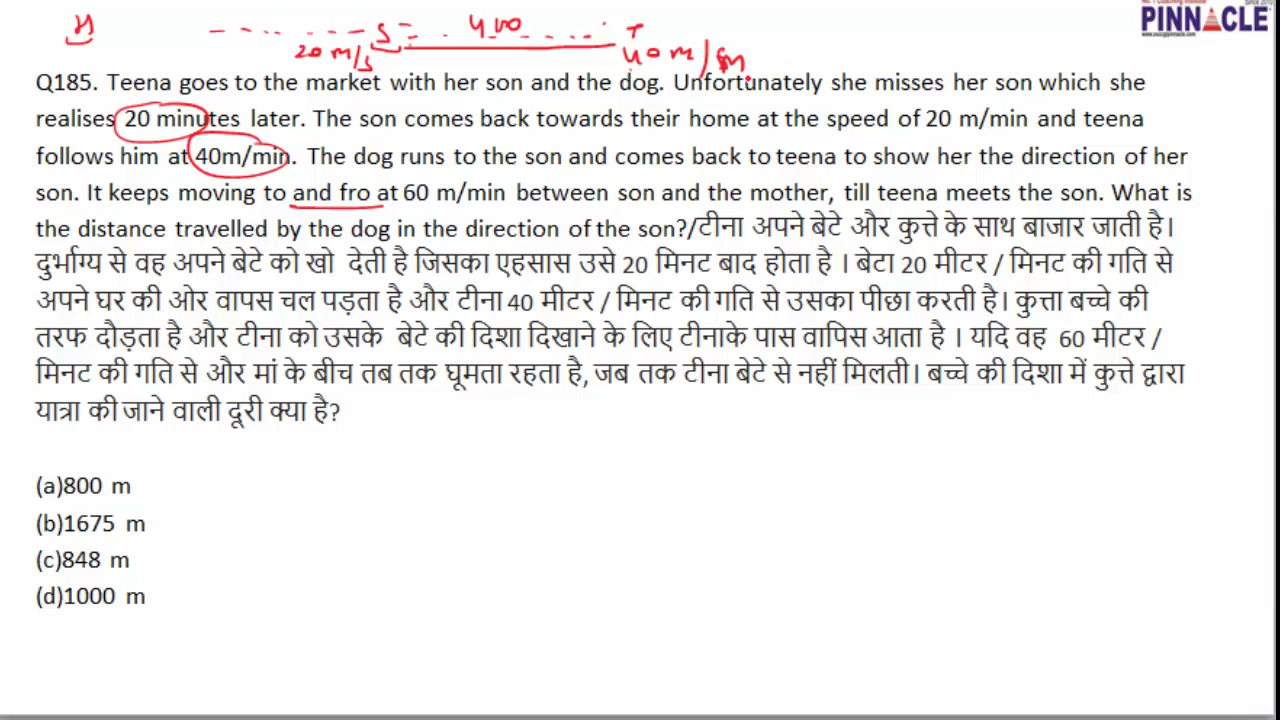 PINNACLE
H S 400 T
20 m/s 40 m/m
Q185. Teena goes to the market with her son and the dog. Unfortunately she misses her son which she
realises 20 minutes later. The son comes back towards their home at the speed of 20 m/min and teena
follows him at 40m/min. The dog runs to the son and comes back to teena to show her the direction of her
son. It keeps moving to and fro at 60 m/min between son and the mother, till teena meets the son. What is
the distance travelled by the dog in the direction of the son?/टीना अपने बेटे और कुत्ते के साथ बाजार जाती है।
दुर्भाग्य से वह अपने बेटे को खो देती है जिसका एहसास उसे 20 मिनट बाद होता है । बेटा 20 मीटर / मिनट की गति से
अपने घर की ओर वापस चल पड़ता है और टीना 40 मीटर / मिनट की गति से उसका पीछा करती है। कुत्ता बच्चे की
तरफ दौड़ता है और टीना को उसके बेटे की दिशा दिखाने के लिए टीनाके पास वापिस आता है । यदि वह 60 मीटर /
मिनट की गति से और मां के बीच तब तक घूमता रहता है, जब तक टीना बेटे से नहीं मिलती। बच्चे की दिशा में कुत्ते द्वारा
यात्रा की जाने वाली दूरी क्या है?
(a)800 m
(b)1675 m
(c)848 m
(d)1000 m